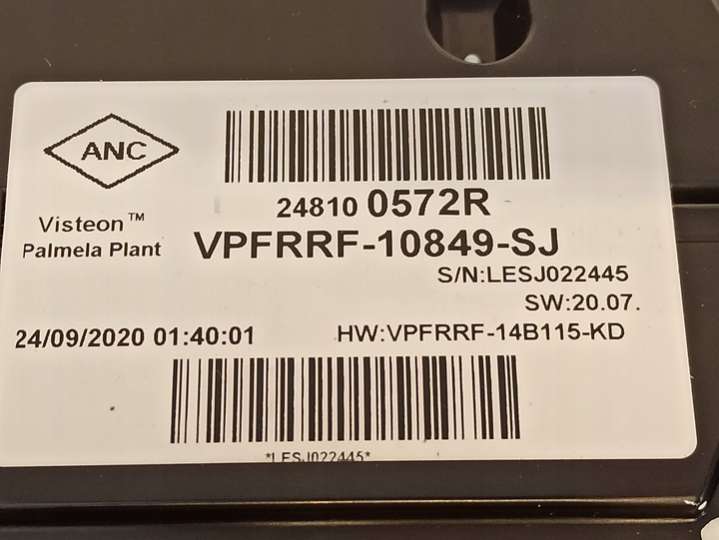 ANC
Visteon™
Palmela Plant
24810 0572R
VPFRRF-10849-SJ
S/N:LESJ022445
SW:20.07.
24/09/2020 01:40:01
HW:VPFRRF-14B115-KD
*LESJ022445*